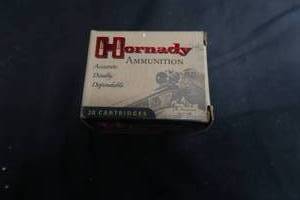 Hornady
AMMUNITION
Accurate
Deadly
Dependable
20 CARTRIDGES